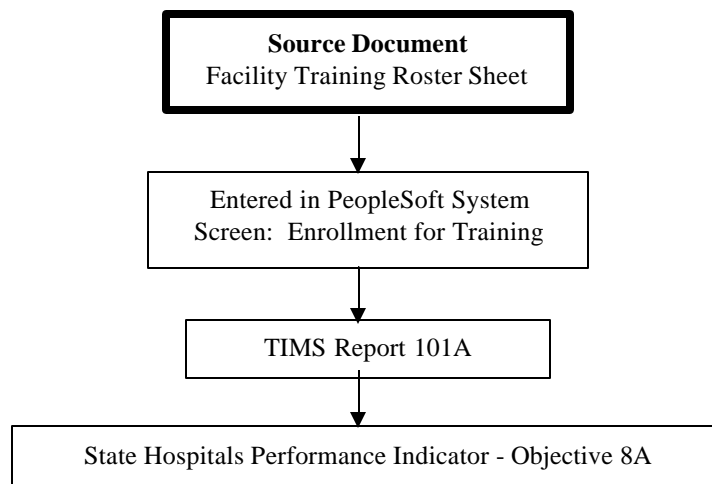 Source Document
Facility Training Roster Sheet
Entered in PeopleSoft System
Screen:  Enrollment for Training
TIMS Report 101A
State Hospitals Performance Indicator - Objective 8A